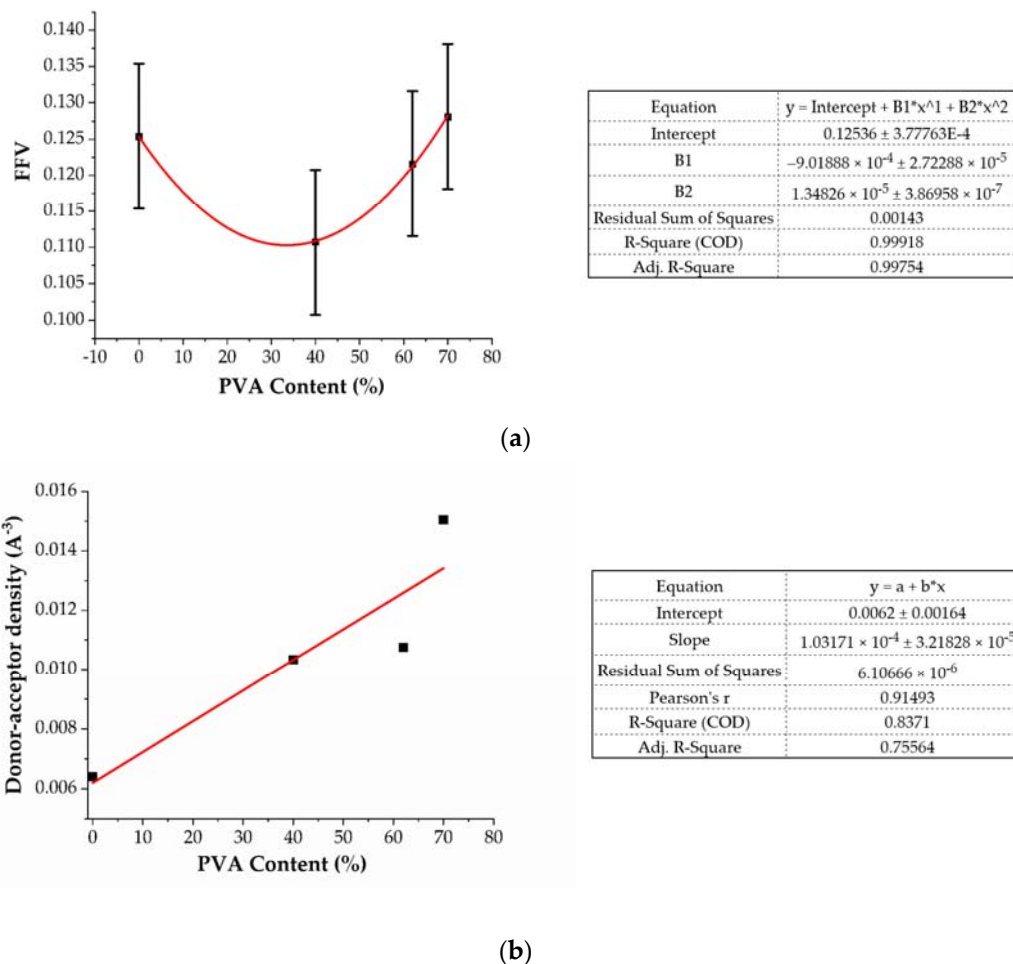 0.140
0.135
0.130
0.125
0.120
0.115
0.110
0.105
0.100
FFV
-10 0 10 20 30 40 50 60 70 80
PVA Content (%)
Equation y = Intercept + B1*x^1 + B2*x^2
Intercept 0.12536 ± 3.77763E-4
B1 –9.01888 × 10-4 ± 2.72288 × 10-5
B2 1.34826 × 10-5 ± 3.86958 × 10-7
Residual Sum of Squares 0.00143
R-Square (COD) 0.99918
Adj. R-Square 0.99754
(a)
0.016
0.014
0.012
0.010
0.008
0.006
Donor-acceptor density (A-3)
0 10 20 30 40 50 60 70 80
PVA Content (%)
Equation y = a + b*x
Intercept 0.0062 ± 0.00164
Slope 1.03171 × 10-4 ± 3.21828 × 10-5
Residual Sum of Squares 6.10666 × 10-6
Pearson's r 0.91493
R-Square (COD) 0.8371
Adj. R-Square 0.75564
(b)